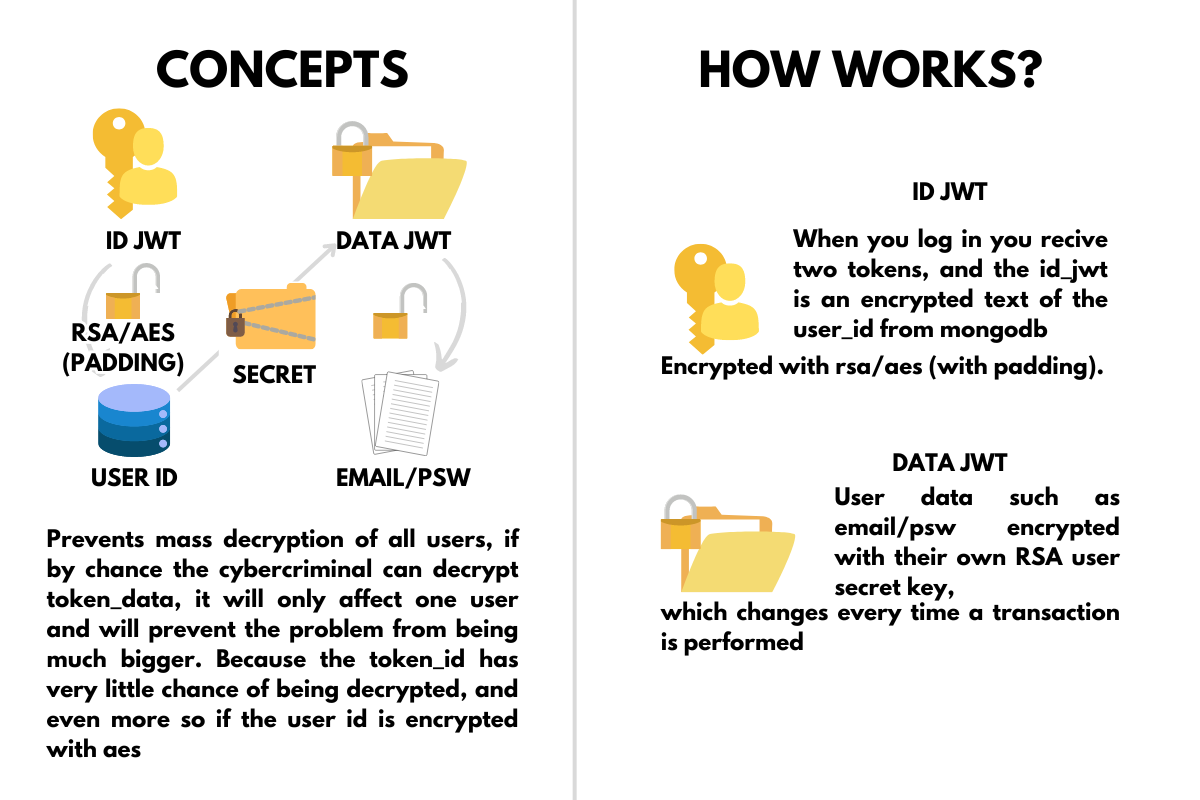 CONCEPTS
ID JWT
DATA JWT
RSA/AES
(PADDING)
SECRET
USER ID
EMAIL/PSW
Prevents mass decryption of all users, if
by chance the cybercriminal can decrypt
token_data, it will only affect one user
and will prevent the problem from being
much bigger. Because the token_id has
very little chance of being decrypted, and
even more so if the user id is encrypted
with aes
HOW WORKS?
ID JWT
When you log in you recive
two tokens, and the id_jwt
is an encrypted text of the
user_id from mongodb
Encrypted with rsa/aes (with padding).
DATA JWT
User data such as
email/psw encrypted
with their own RSA user
secret key,
which changes every time a transaction
is performed